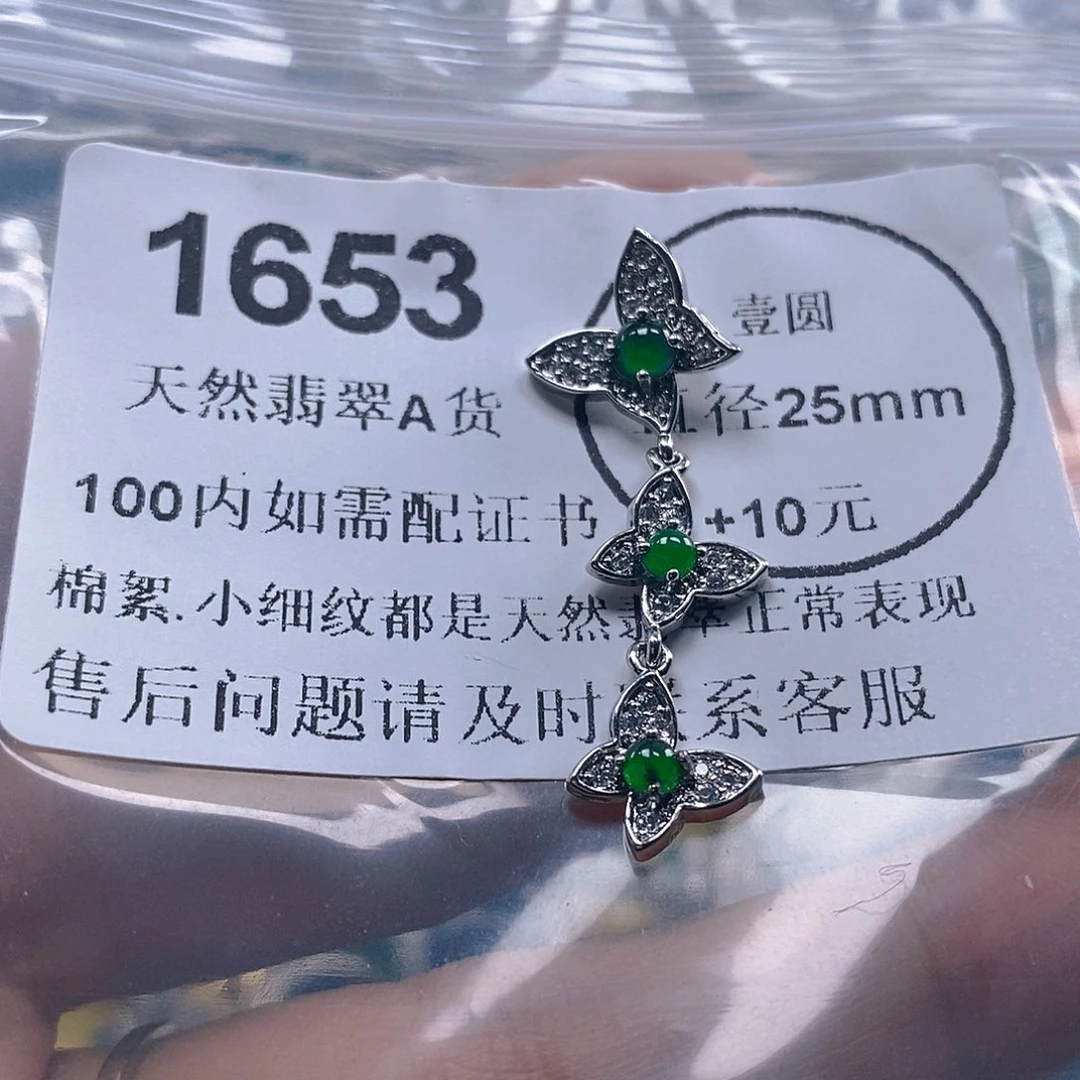 1653
壹圆
天然翡翠A货
径25mm
100内如需配证书 +10元
棉絮.小细纹都是天然翡翠正常表现
售后问题请及时联系客服